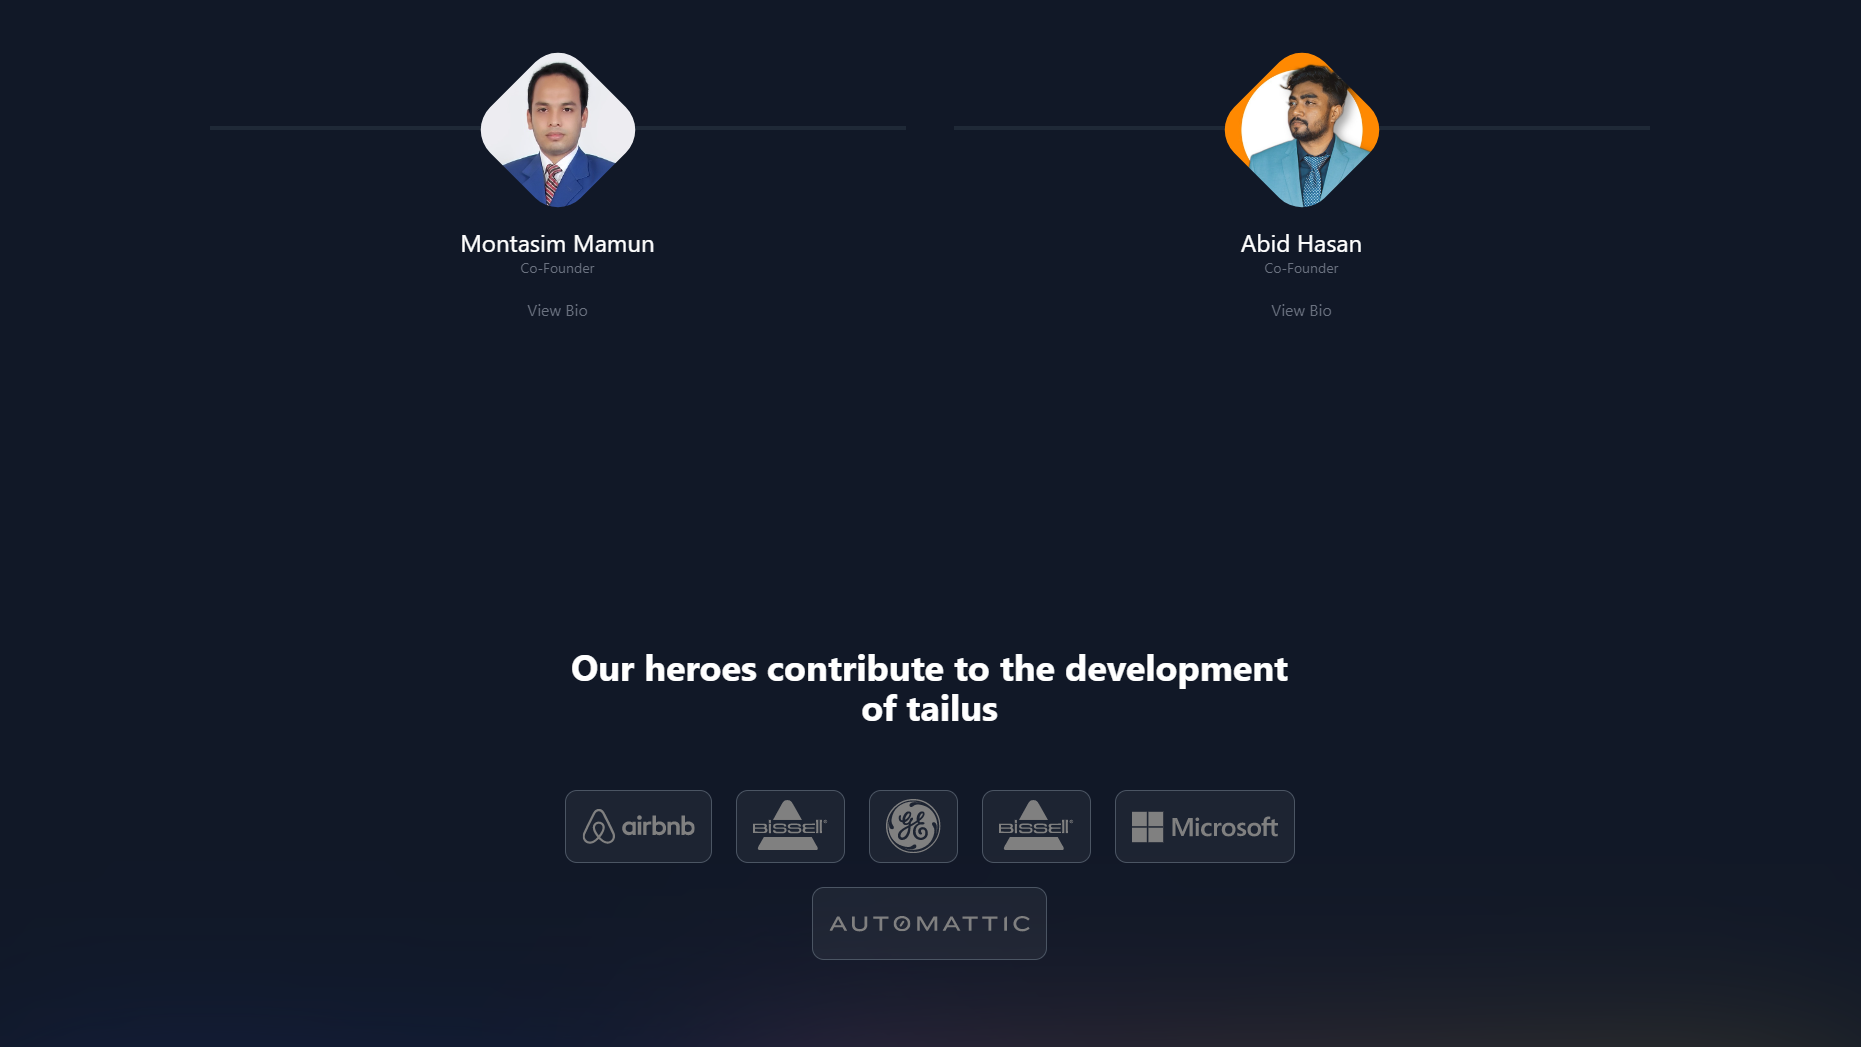 Montasim Mamun
Co-Founder
View Bio
Abid Hasan
Co-Founder
View Bio
Our heroes contribute to the development
of tailus
airbnb
BISSELL®
GE
BISSELL®
Microsoft
AUTOMATTIC